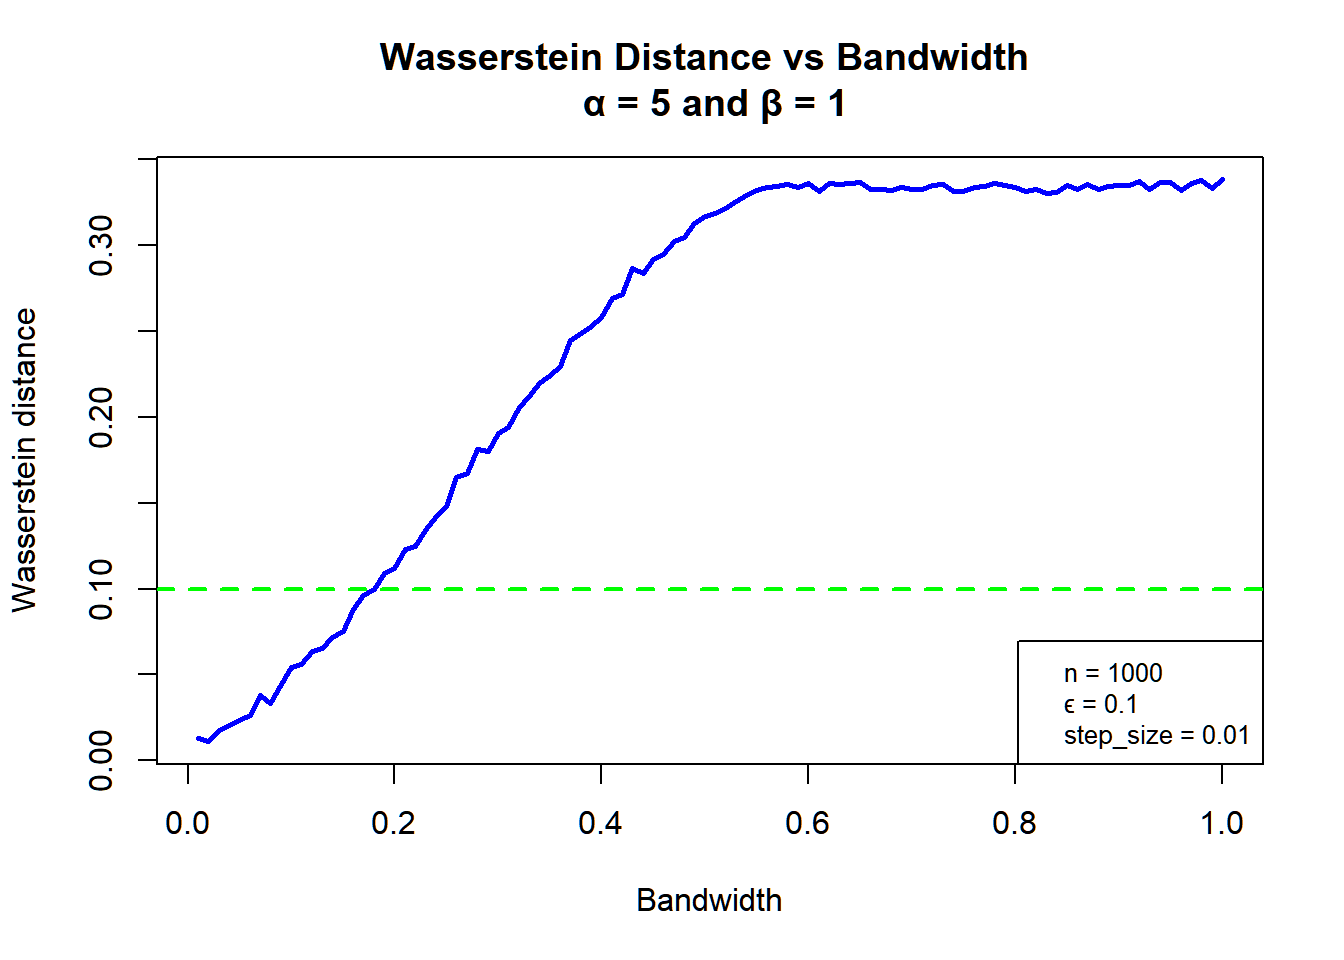 Wasserstein Distance vs Bandwidth
α = 5 and β = 1
Wasserstein distance
0.30
0.20
0.10
0.00
n = 1000
ϵ = 0.1
step_size = 0.01
0.0 0.2 0.4 0.6 0.8 1.0
Bandwidth